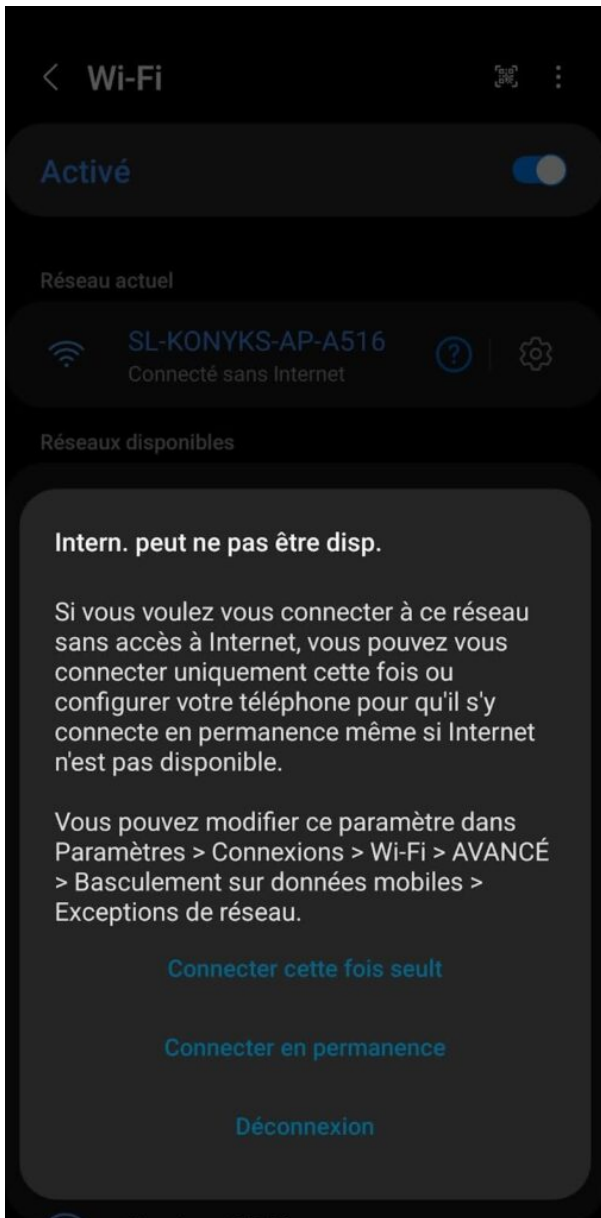 Wi-Fi
Activé
Réseau actuel
SL-KONYKS-AP-A516
Connecté sans Internet
Réseaux disponibles
Intern. peut ne pas être disp.
Si vous voulez vous connecter à ce réseau
sans accès à Internet, vous pouvez vous
connecter uniquement cette fois ou
configurer votre téléphone pour qu'il s'y
connecte en permanence même si Internet
n'est pas disponible.
Vous pouvez modifier ce paramètre dans
Paramètres > Connexions > Wi-Fi > AVANCÉ
> Basculement sur données mobiles >
Exceptions de réseau.
Connecter cette fois seult
Connecter en permanence
Déconnexion